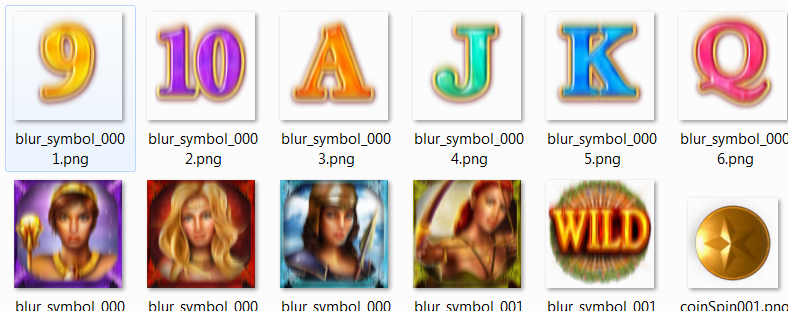 9 10 A J K Q
blur_symbol_000 blur_symbol_000 blur_symbol_000 blur_symbol_000 blur_symbol_000 blur_symbol_000
1.png 2.png 3.png 4.png 5.png 6.png
WILD
blur_symbol_000 blur_symbol_000 blur_symbol_000 blur_symbol_001 blur_symbol_001 coinSpin001.png